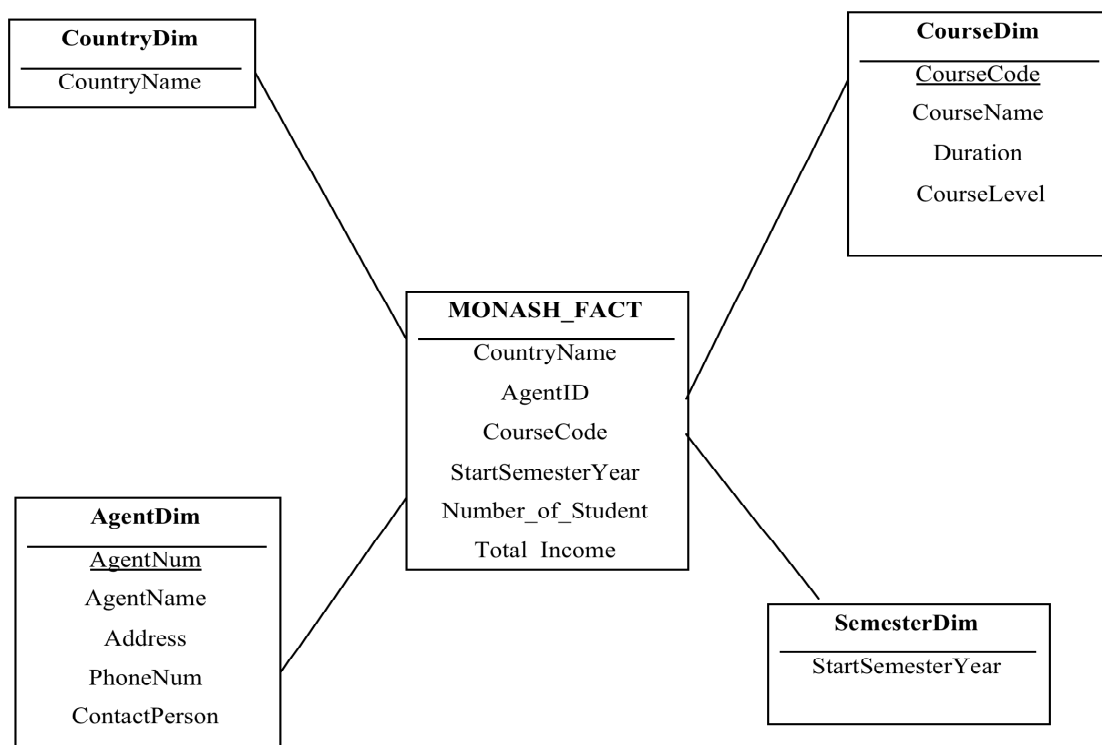 CountryDim
CountryName
CourseDim
CourseCode
CourseName
Duration
CourseLevel
MONASH_FACT
CountryName
AgentID
CourseCode
StartSemesterYear
Number_of_Student
Total Income
AgentDim
AgentNum
AgentName
Address
PhoneNum
ContactPerson
SemesterDim
StartSemesterYear